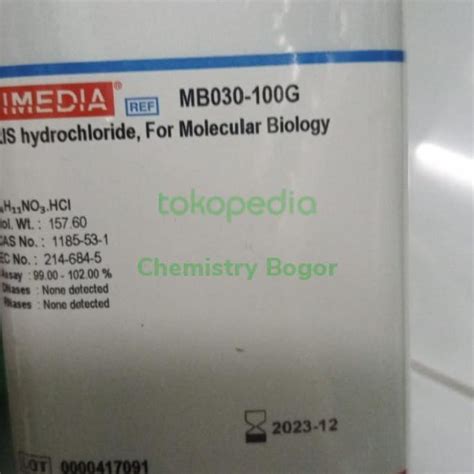 IMEDIA® REF MB030-100G
IS hydrochloride, For Molecular Biology
H₁₁NO₃.HCl
ol. Wt. : 157.60
CAS No. : 1185-53-1
EC No. : 214-684-5
Assay : 99.00 - 102.00 %
DNases : None detected
RNases : None detected
tokopedia
Chemistry Bogor
2023-12
LOT 0000417091